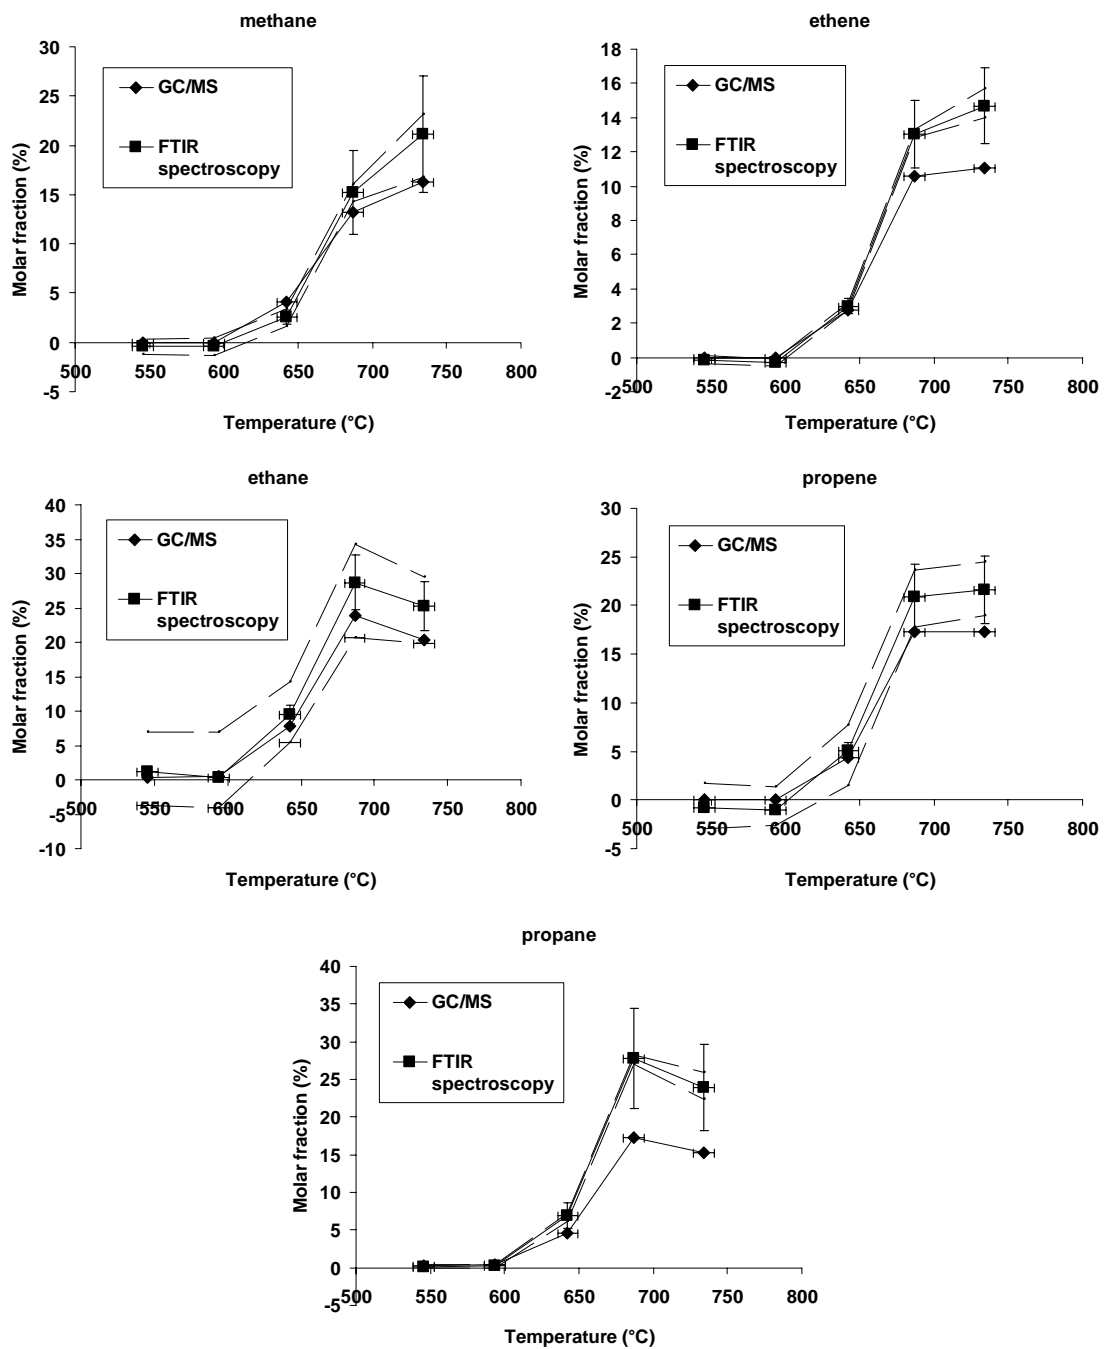 methane
30
25
20
15
10
5
0
-5
500 550 600 650 700 750 800
Molar fraction (%)
Temperature (°C)
GC/MS
FTIR
spectroscopy
ethene
18
16
14
12
10
8
6
4
2
0
-2
500 550 600 650 700 750 800
Molar fraction (%)
Temperature (°C)
GC/MS
FTIR
spectroscopy
ethane
40
35
30
25
20
15
10
5
0
-5
-10
500 550 600 650 700 750 800
Molar fraction (%)
Temperature (°C)
GC/MS
FTIR
spectroscopy
propene
30
25
20
15
10
5
0
-5
500 550 600 650 700 750 800
Molar fraction (%)
Temperature (°C)
GC/MS
FTIR
spectroscopy
propane
40
35
30
25
20
15
10
5
0
-5
500 550 600 650 700 750 800
Molar fraction (%)
Temperature (°C)
GC/MS
FTIR
spectroscopy